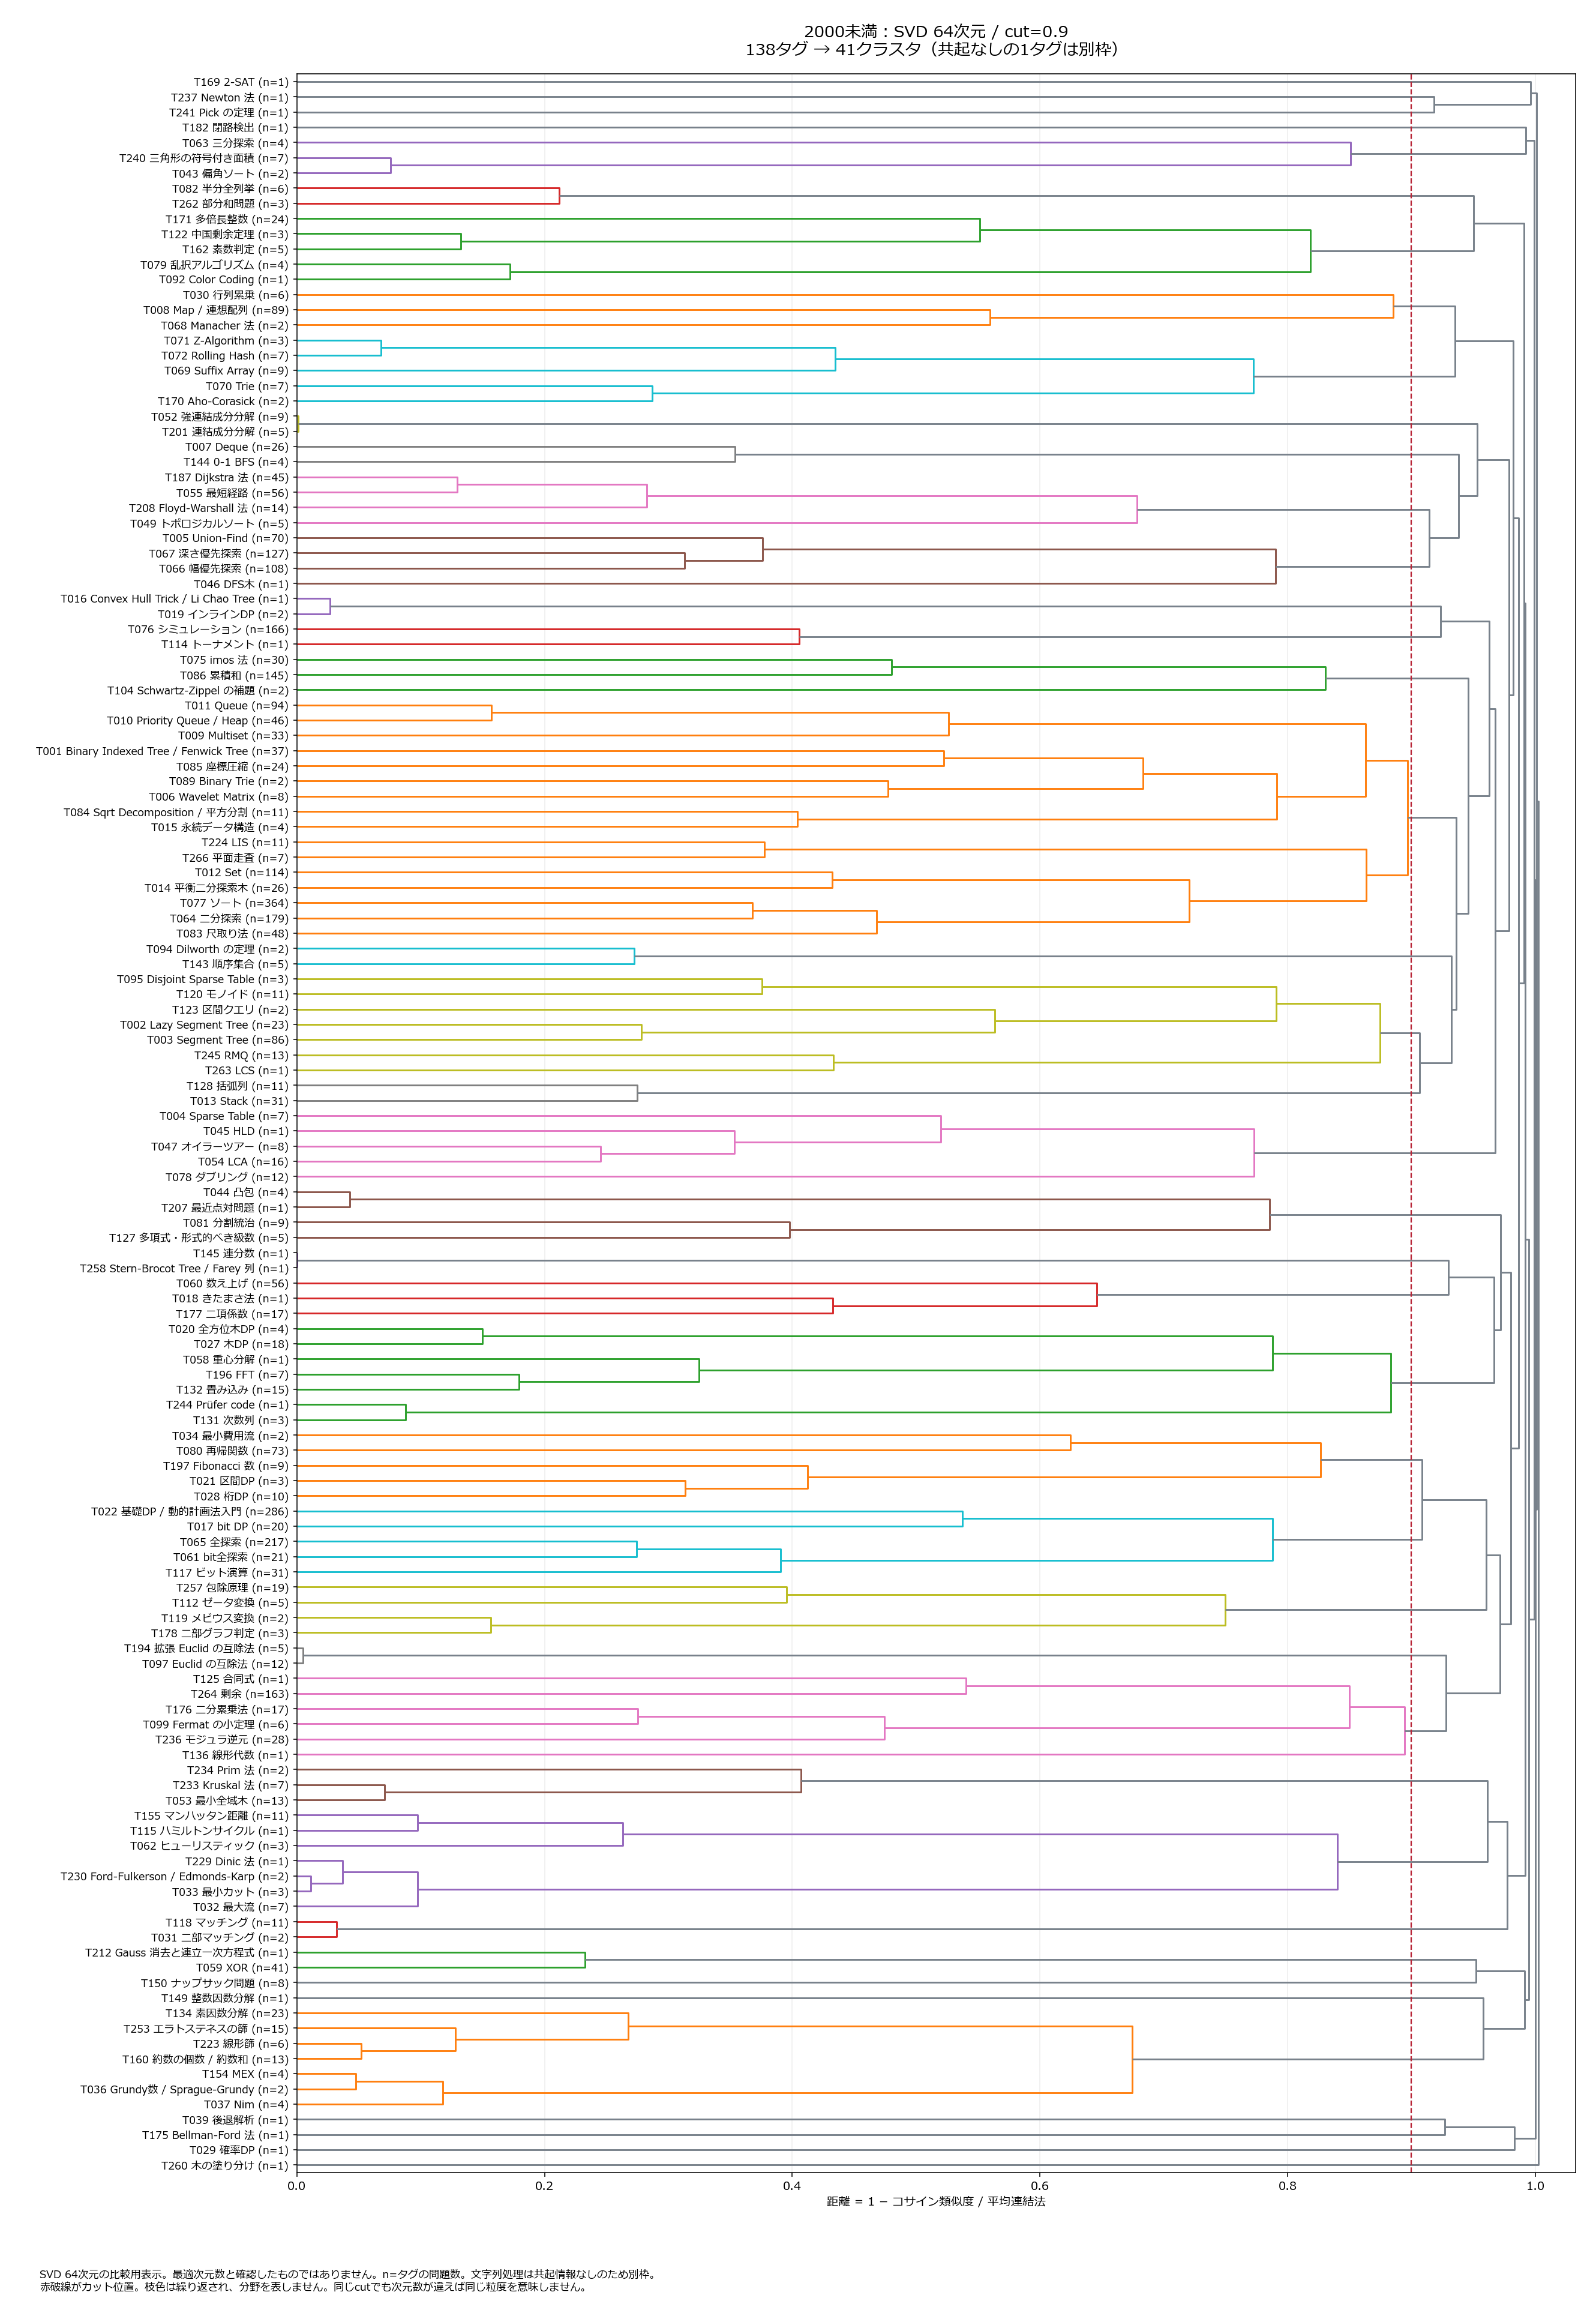 2000未満：SVD 64次元 / cut=0.9
138タグ → 41クラスタ（共起なしの1タグは別枠）
T169 2-SAT (n=1)
T237 Newton 法 (n=1)
T241 Pick の定理 (n=1)
T182 閉路検出 (n=1)
T063 三分探索 (n=4)
T240 三角形の符号付き面積 (n=7)
T043 偏角ソート (n=2)
T082 半分全列挙 (n=6)
T262 部分和問題 (n=3)
T171 多倍長整数 (n=24)
T122 中国剰余定理 (n=3)
T162 素数判定 (n=5)
T079 乱択アルゴリズム (n=4)
T092 Color Coding (n=1)
T030 行列累乗 (n=6)
T008 Map / 連想配列 (n=89)
T068 Manacher 法 (n=2)
T071 Z-Algorithm (n=3)
T072 Rolling Hash (n=7)
T069 Suffix Array (n=9)
T070 Trie (n=7)
T170 Aho-Corasick (n=2)
T052 強連結成分分解 (n=9)
T201 連結成分分解 (n=5)
T007 Deque (n=26)
T144 0-1 BFS (n=4)
T187 Dijkstra 法 (n=45)
T055 最短経路 (n=56)
T208 Floyd-Warshall 法 (n=14)
T049 トポロジカルソート (n=5)
T005 Union-Find (n=70)
T067 深さ優先探索 (n=127)
T066 幅優先探索 (n=108)
T046 DFS木 (n=1)
T016 Convex Hull Trick / Li Chao Tree (n=1)
T019 インラインDP (n=2)
T076 シミュレーション (n=166)
T114 トーナメント (n=1)
T075 imos 法 (n=30)
T086 累積和 (n=145)
T104 Schwartz-Zippel の補題 (n=2)
T011 Queue (n=94)
T010 Priority Queue / Heap (n=46)
T009 Multiset (n=33)
T001 Binary Indexed Tree / Fenwick Tree (n=37)
T085 座標圧縮 (n=24)
T089 Binary Trie (n=2)
T006 Wavelet Matrix (n=8)
T084 Sqrt Decomposition / 平方分割 (n=11)
T015 永続データ構造 (n=4)
T224 LIS (n=11)
T266 平面走査 (n=7)
T012 Set (n=114)
T014 平衡二分探索木 (n=26)
T077 ソート (n=364)
T064 二分探索 (n=179)
T083 尺取り法 (n=48)
T094 Dilworth の定理 (n=2)
T143 順序集合 (n=5)
T095 Disjoint Sparse Table (n=3)
T120 モノイド (n=11)
T123 区間クエリ (n=2)
T002 Lazy Segment Tree (n=23)
T003 Segment Tree (n=86)
T245 RMQ (n=13)
T263 LCS (n=1)
T128 括弧列 (n=11)
T013 Stack (n=31)
T004 Sparse Table (n=7)
T045 HLD (n=1)
T047 オイラーツアー (n=8)
T054 LCA (n=16)
T078 ダブリング (n=12)
T044 凸包 (n=4)
T207 最近点対問題 (n=1)
T081 分割統治 (n=9)
T127 多項式・形式的べき級数 (n=5)
T145 連分数 (n=1)
T258 Stern-Brocot Tree / Farey 列 (n=1)
T060 数え上げ (n=56)
T018 きたまさ法 (n=1)
T177 二項係数 (n=17)
T020 全方位木DP (n=4)
T027 木DP (n=18)
T058 重心分解 (n=1)
T196 FFT (n=7)
T132 畳み込み (n=15)
T244 Prüfer code (n=1)
T131 次数列 (n=3)
T034 最小費用流 (n=2)
T080 再帰関数 (n=73)
T197 Fibonacci 数 (n=9)
T021 区間DP (n=3)
T028 桁DP (n=10)
T022 基礎DP / 動的計画法入門 (n=286)
T017 bit DP (n=20)
T065 全探索 (n=217)
T061 bit全探索 (n=21)
T117 ビット演算 (n=31)
T257 包除原理 (n=19)
T112 ゼータ変換 (n=5)
T119 メビウス変換 (n=2)
T178 二部グラフ判定 (n=3)
T194 拡張 Euclid の互除法 (n=5)
T097 Euclid の互除法 (n=12)
T125 合同式 (n=1)
T264 剰余 (n=163)
T176 二分累乗法 (n=17)
T099 Fermat の小定理 (n=6)
T236 モジュラ逆元 (n=28)
T136 線形代数 (n=1)
T234 Prim 法 (n=2)
T233 Kruskal 法 (n=7)
T053 最小全域木 (n=13)
T155 マンハッタン距離 (n=11)
T115 ハミルトンサイクル (n=1)
T062 ヒューリスティック (n=3)
T229 Dinic 法 (n=1)
T230 Ford-Fulkerson / Edmonds-Karp (n=2)
T033 最小カット (n=3)
T032 最大流 (n=7)
T118 マッチング (n=11)
T031 二部マッチング (n=2)
T212 Gauss 消去と連立一次方程式 (n=1)
T059 XOR (n=41)
T150 ナップサック問題 (n=8)
T149 整数因数分解 (n=1)
T134 素因数分解 (n=23)
T253 エラトステネスの篩 (n=15)
T223 線形篩 (n=6)
T160 約数の個数 / 約数和 (n=13)
T154 MEX (n=4)
T036 Grundy数 / Sprague-Grundy (n=2)
T037 Nim (n=4)
T039 後退解析 (n=1)
T175 Bellman-Ford 法 (n=1)
T029 確率DP (n=1)
T260 木の塗り分け (n=1)
0.0 0.2 0.4 0.6 0.8 1.0
距離 = 1 − コサイン類似度 / 平均連結法
SVD 64次元の比較用表示。最適次元数と確認したものではありません。n=タグの問題数。文字列処理は共起情報なしのため別枠。
赤破線がカット位置。枝色は繰り返され、分野を表しません。同じcutでも次元数が違えば同じ粒度を意味しません。